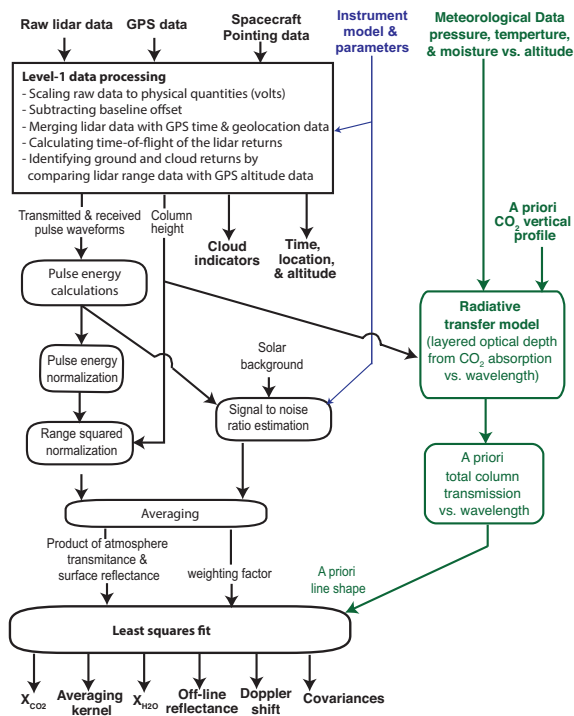 Raw lidar data
GPS data
Spacecraft
Pointing data
Instrument model &
parameters
Meteorological Data
pressure, temperture,
& moisture vs. altitude
Level-1 data processing
- Scaling raw data to physical quantities (volts)
- Subtracting baseline offset
- Merging lidar data with GPS time & geolocation data
- Calculating time-of-flight of the lidar returns
- Identifying ground and cloud returns by
comparing lidar range data with GPS altitude data
Transmitted & received
pulse waveforms
Column
height
Cloud
indicators
Time,
location,
& altitude
A priori
CO₂ vertical
profile
Pulse energy
calculations
Radiative
transfer model
(layered optical depth
from CO₂ absorption
vs. wavelength)
Pulse energy
normalization
Solar
background
Signal to noise
ratio estimation
Range squared
normalization
A priori
total column
transmission
vs. wavelength
Averaging
Product of atmosphere
transmitance &
surface reflectance
weighting factor
A priori
line shape
Least squares fit
X_CO2
Averaging
kernel
X_H2O
Off-line
reflectance
Doppler
shift
Covariances